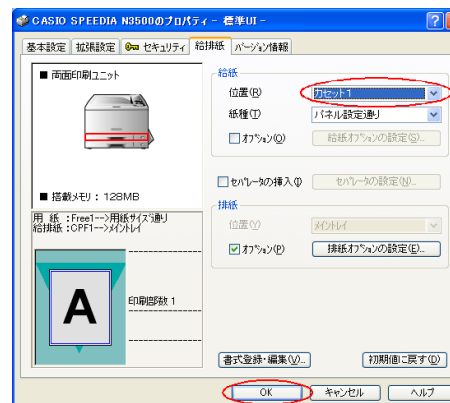 CASIO SPEEDIA N3500のプロパティ - 標準UI -
基本設定 拡張設定 セキュリティ 給排紙 バージョン情報
■ 両面印刷ユニット
■ 搭載メモリ : 128MB
用 紙 :Free1-->用紙サイズ通り
給排紙 :CPF1-->メイントレイ
A
印刷部数 1
給紙
位置(R) カセット1
紙種(T) パネル設定通り
オプション(O) 給紙オプションの設定(S)...
セパレータの挿入(I) セパレータの設定(N)...
排紙
位置(Y) メイントレイ
オプション(P) 排紙オプションの設定(E)...
書式登録・編集(V)... 初期値に戻す(D)
OK キャンセル ヘルプ